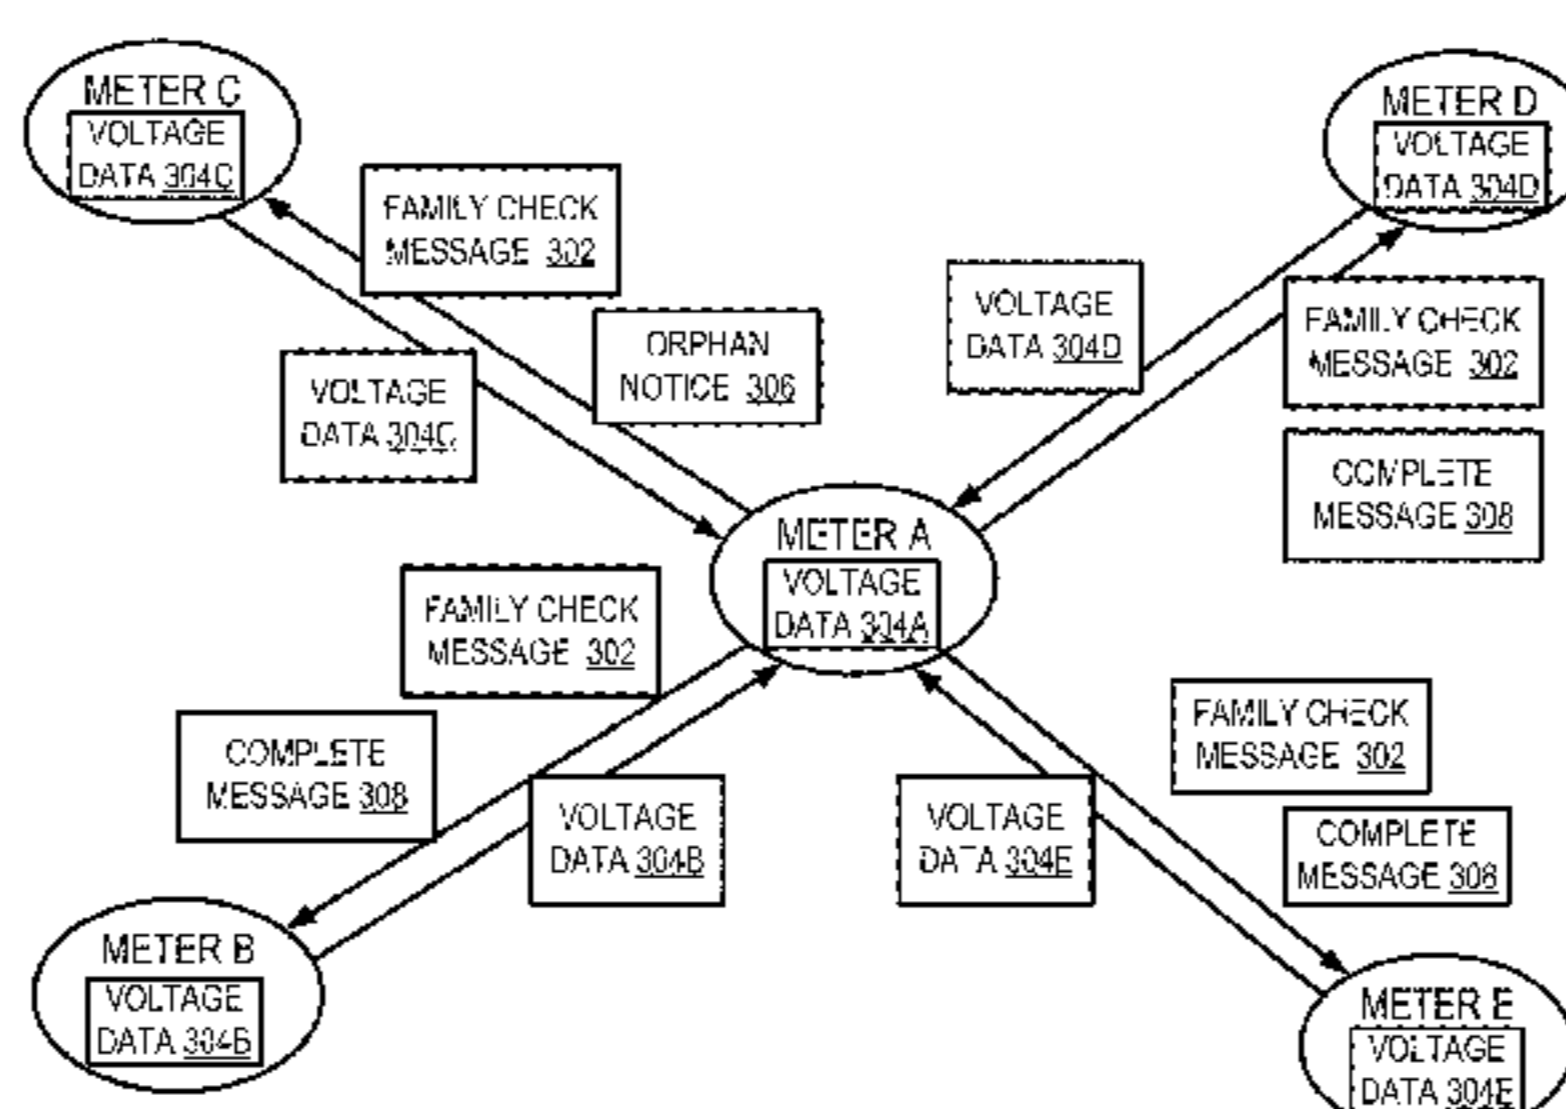 METER C
VOLTAGE
DATA 304C
FAMILY CHECK
MESSAGE 302
ORPHAN
NOTICE 306
VOLTAGE
DATA 304C
METER D
VOLTAGE
DATA 304D
VOLTAGE
DATA 304D
FAMILY CHECK
MESSAGE 302
COMPLETE
MESSAGE 308
METER A
VOLTAGE
DATA 304A
FAMILY CHECK
MESSAGE 302
COMPLETE
MESSAGE 308
VOLTAGE
DATA 304B
METER B
VOLTAGE
DATA 304B
VOLTAGE
DATA 304E
FAMILY CHECK
MESSAGE 302
COMPLETE
MESSAGE 308
METER E
VOLTAGE
DATA 304E